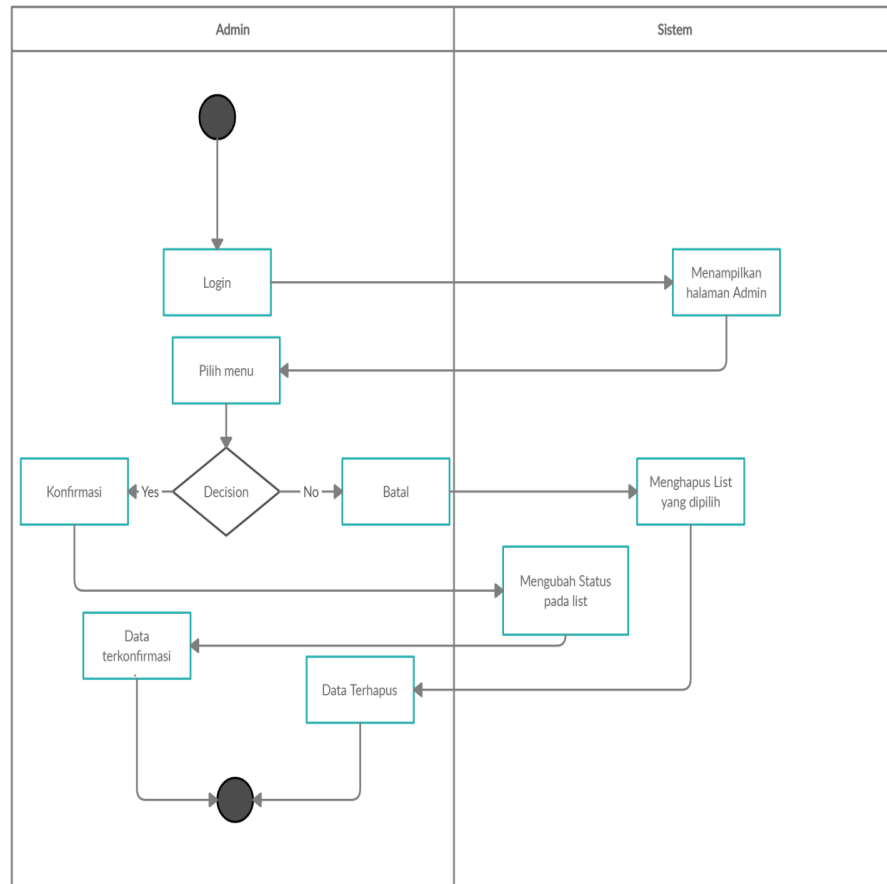 Admin
Sistem
Login
Menampilkan
halaman Admin
Pilih menu
Konfirmasi
Yes
Decision
No
Batal
Menghapus List
yang dipilih
Mengubah Status
pada list
Data
terkonfirmasi
.
Data Terhapus